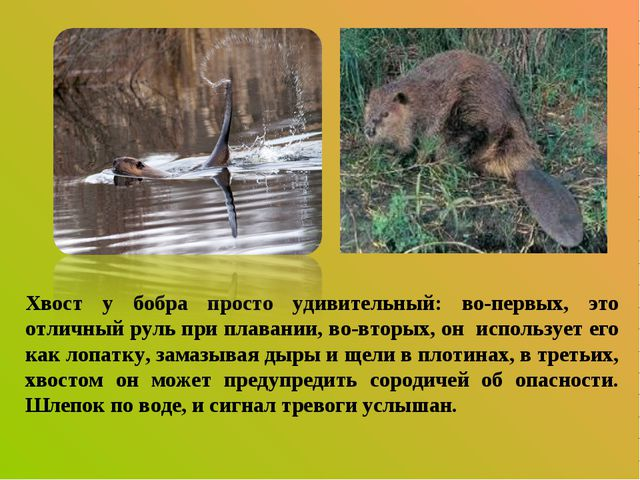 Хвост у бобра просто удивительный: во-первых, это
отличный руль при плавании, во-вторых, он использует его
как лопатку, замазывая дыры и щели в плотинах, в третьих,
хвостом он может предупредить сородичей об опасности.
Шлепок по воде, и сигнал тревоги услышан.